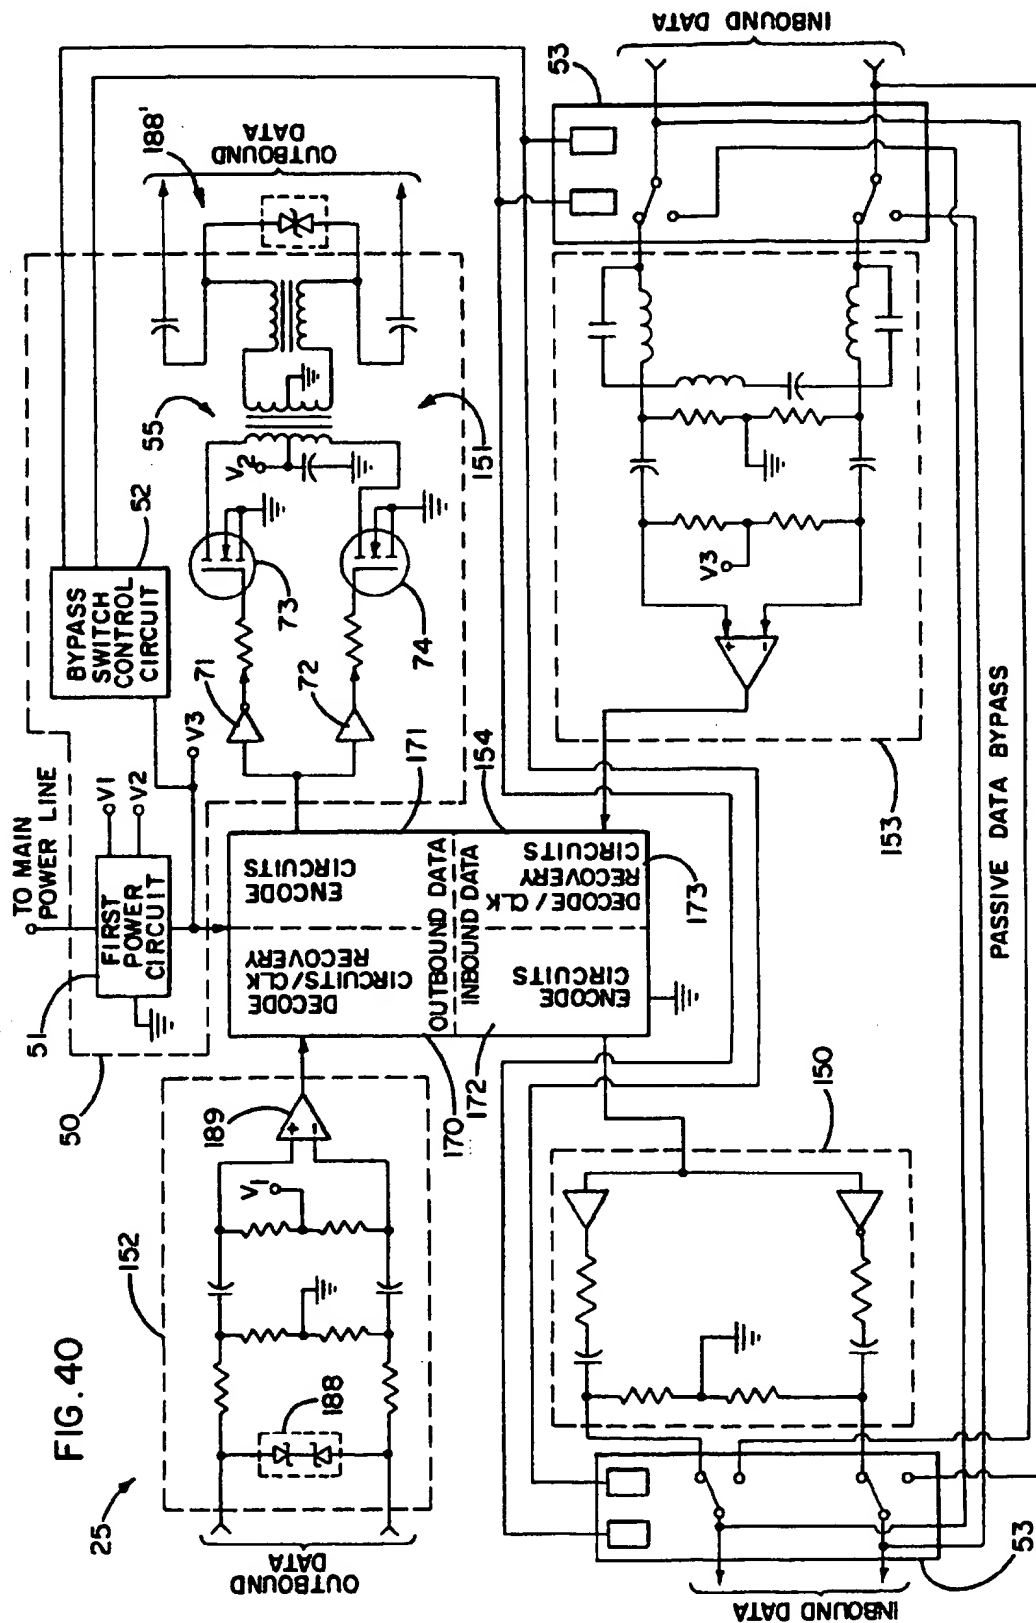 FIG. 40
25
OUTBOUND
DATA
152
188
V1
189
+
-
50
51
TO MAIN
POWER LINE
FIRST
POWER
CIRCUIT
V1
V2
V3
BYPASS
SWITCH
CONTROL
CIRCUIT
52
71
72
73
74
V2
55
151
188'
OUTBOUND
DATA
DECODE
CIRCUITS/CLK
RECOVERY
ENCODE
CIRCUITS
OUTBOUND DATA
INBOUND DATA
ENCODE
CIRCUITS
DECODE/CLK
RECOVERY
CIRCUITS
170
171
172
154
173
150
INBOUND DATA
53
153
V3
+
-
53
INBOUND DATA
PASSIVE DATA BYPASS